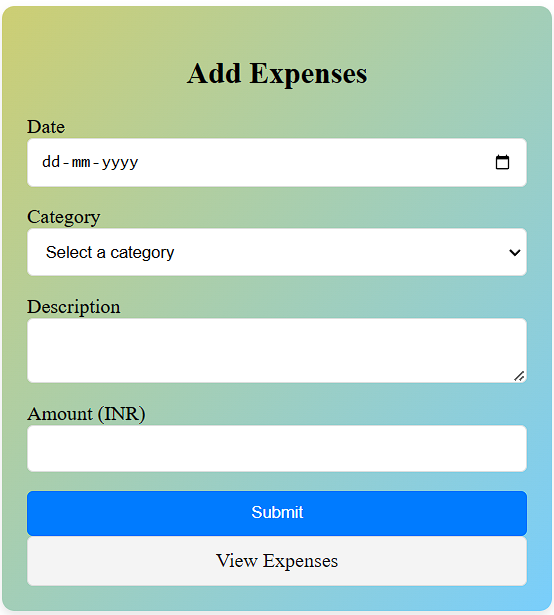 Add Expenses
Date
dd-mm-yyyy
Category
Select a category
Description
Amount (INR)
Submit
View Expenses